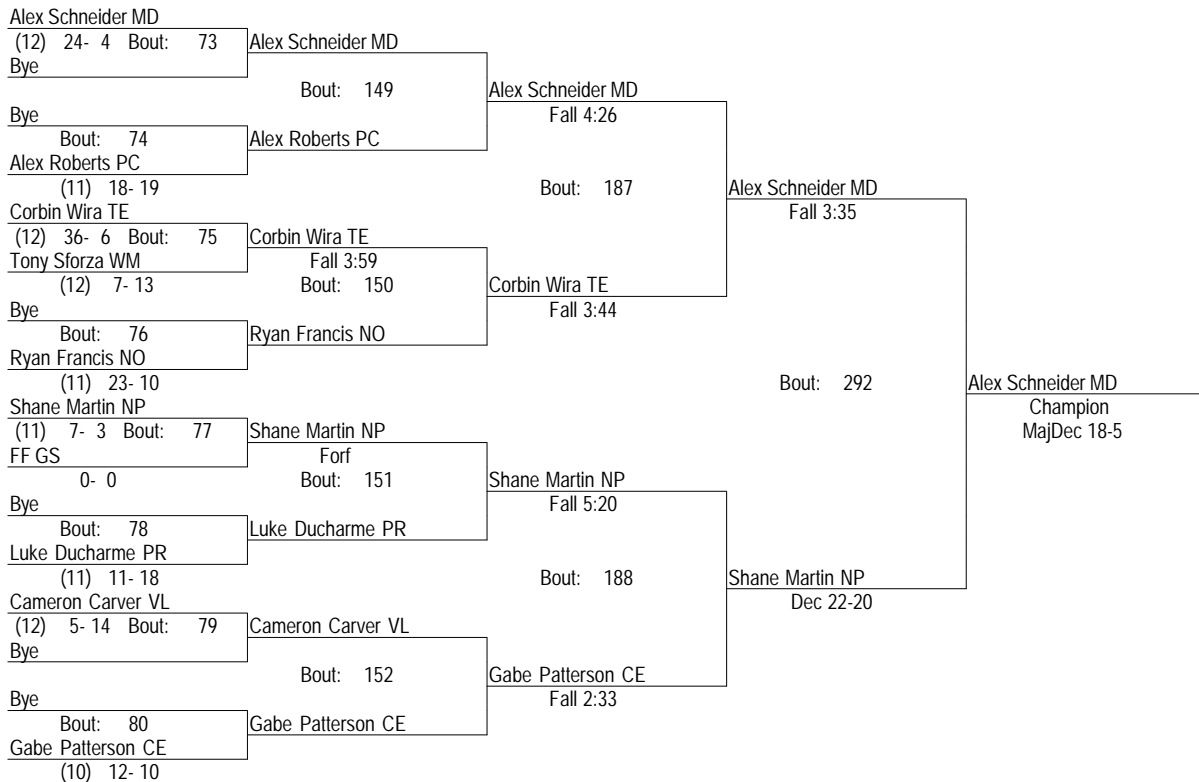 Alex Schneider MD
(12) 24- 4 Bout: 73 Alex Schneider MD
Bye
Bout: 149 Alex Schneider MD
Bye Fall 4:26
Bout: 74 Alex Roberts PC
Alex Roberts PC
(11) 18- 19 Bout: 187 Alex Schneider MD
Corbin Wira TE Fall 3:35
(12) 36- 6 Bout: 75 Corbin Wira TE
Tony Sforza WM Fall 3:59
(12) 7- 13 Bout: 150 Corbin Wira TE
Bye Fall 3:44
Bout: 76 Ryan Francis NO
Ryan Francis NO
(11) 23- 10 Bout: 292 Alex Schneider MD
Shane Martin NP Champion
(11) 7- 3 Bout: 77 Shane Martin NP MajDec 18-5
FF GS Forf
0- 0 Bout: 151 Shane Martin NP
Bye Fall 5:20
Bout: 78 Luke Ducharme PR
Luke Ducharme PR
(11) 11- 18 Bout: 188 Shane Martin NP
Cameron Carver VL Dec 22-20
(12) 5- 14 Bout: 79 Cameron Carver VL
Bye
Bout: 152 Gabe Patterson CE
Bye Fall 2:33
Bout: 80 Gabe Patterson CE
Gabe Patterson CE
(10) 12- 10